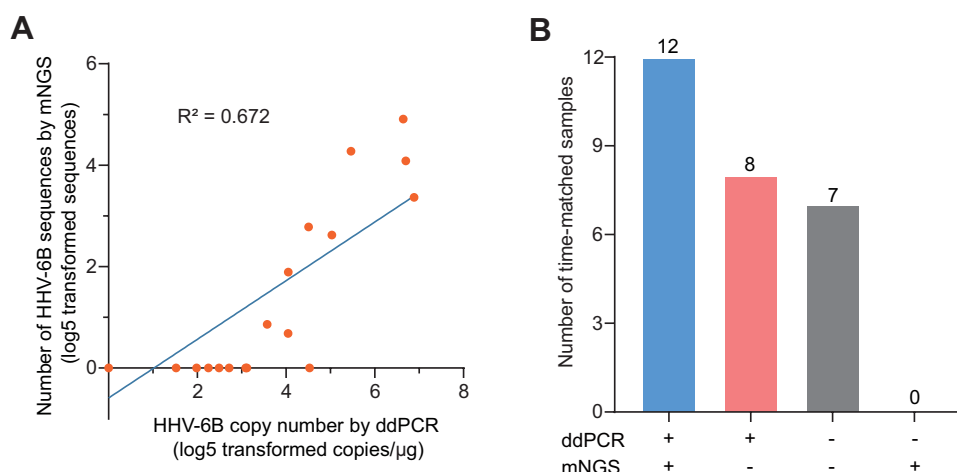 A
Number of HHV-6B sequences by mNGS
(log5 transformed sequences)
6
4
2
0
R² = 0.672
0
2
4
6
8
HHV-6B copy number by ddPCR
(log5 transformed copies/µg)
B
Number of time-matched samples
12
9
6
3
0
12
8
7
0
ddPCR + + - -
mNGS + - - +